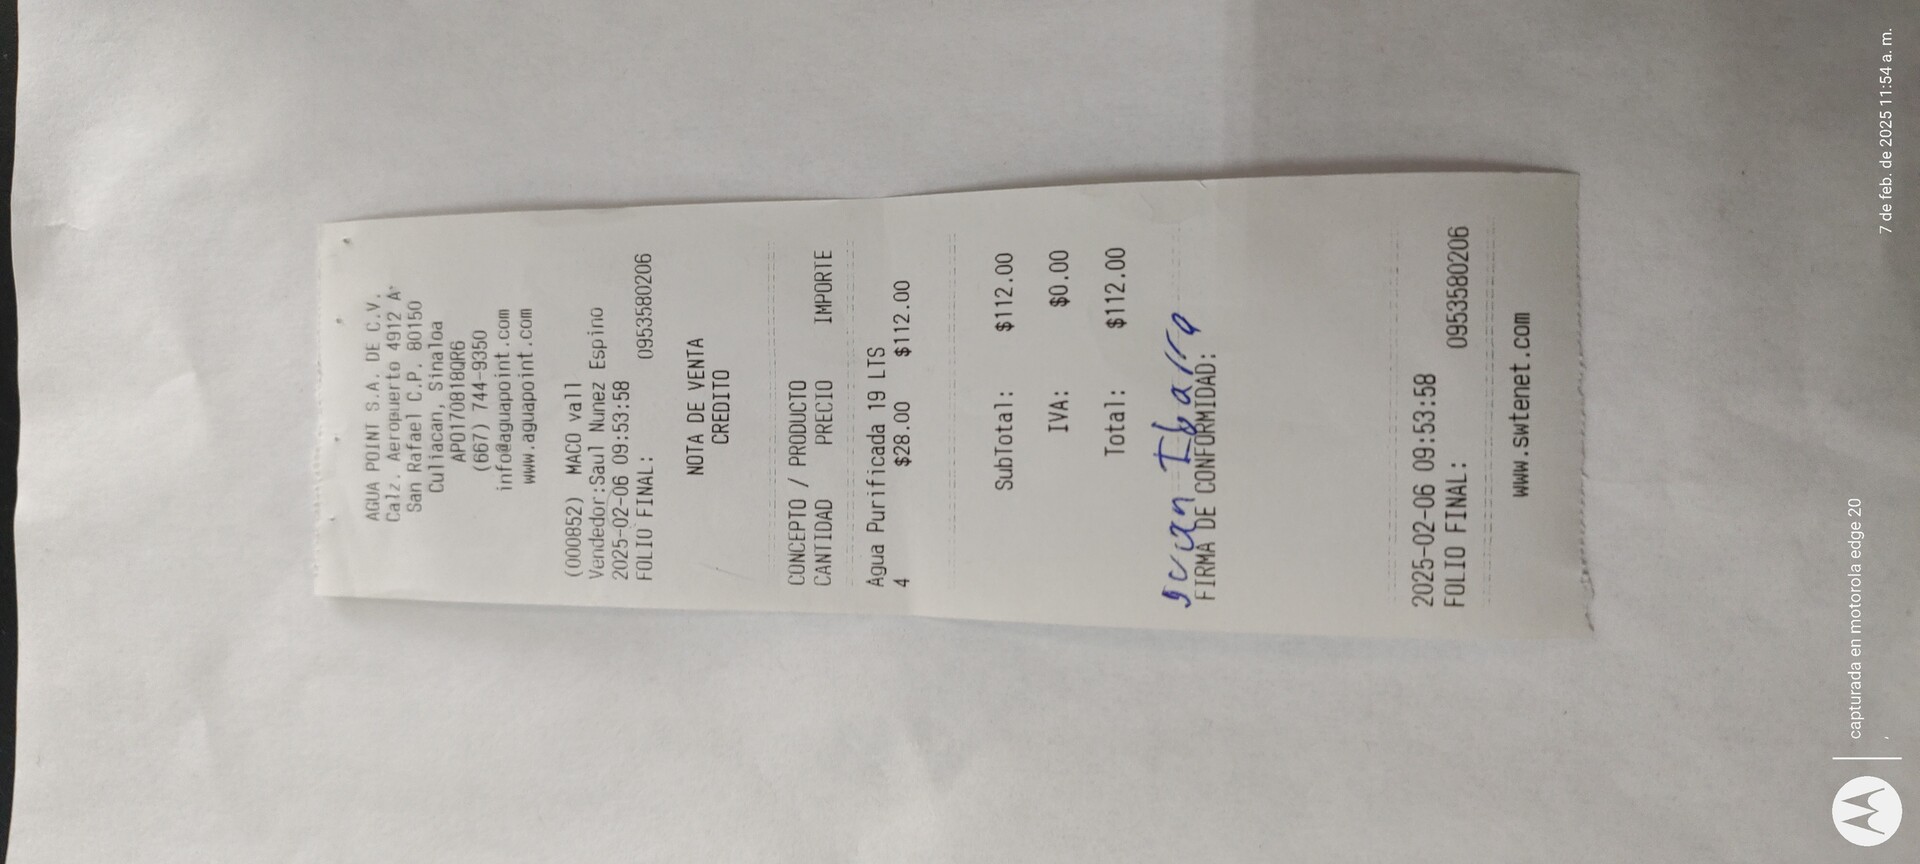 AGUA POINT S.A. DE C.V.
Calz. Aeropuerto 4912 A
San Rafael C.P. 80150
Culiacan, Sinaloa
APO170818QR6
(667) 744-9350
info@aguapoint.com
www.aguapoint.com
(000852) MACO vall
Vendedor:Saul Nunez Espino
2025-02-06 09:53:58
FOLIO FINAL: 0953580206
NOTA DE VENTA
CREDITO
CONCEPTO / PRODUCTO
CANTIDAD PRECIO IMPORTE
Agua Purificada 19 LTS
4 $28.00 $112.00
SubTotal: $112.00
IVA: $0.00
Total: $112.00
Ivan Ibarra
FIRMA DE CONFORMIDAD:
2025-02-06 09:53:58
FOLIO FINAL: 0953580206
www.swtenet.com
capturada en motorola edge 20
7 de feb. de 2025 11:54 a. m.